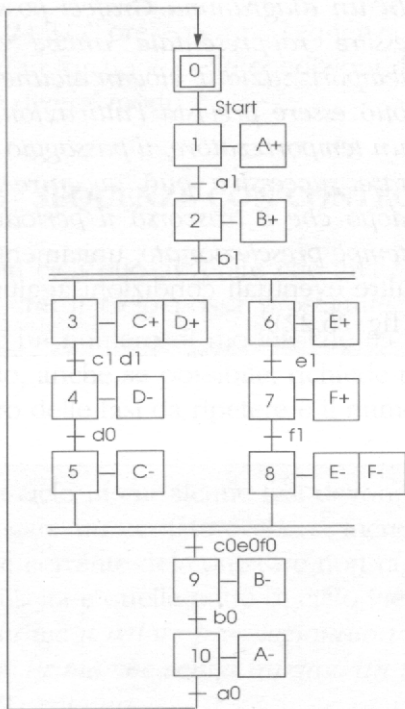 0
Start
1 A+
a1
2 B+
b1
3 C+ D+ 6 E+
c1 d1 e1
4 D- 7 F+
d0 f1
5 C- 8 E- F-
c0e0f0
9 B-
b0
10 A-
a0